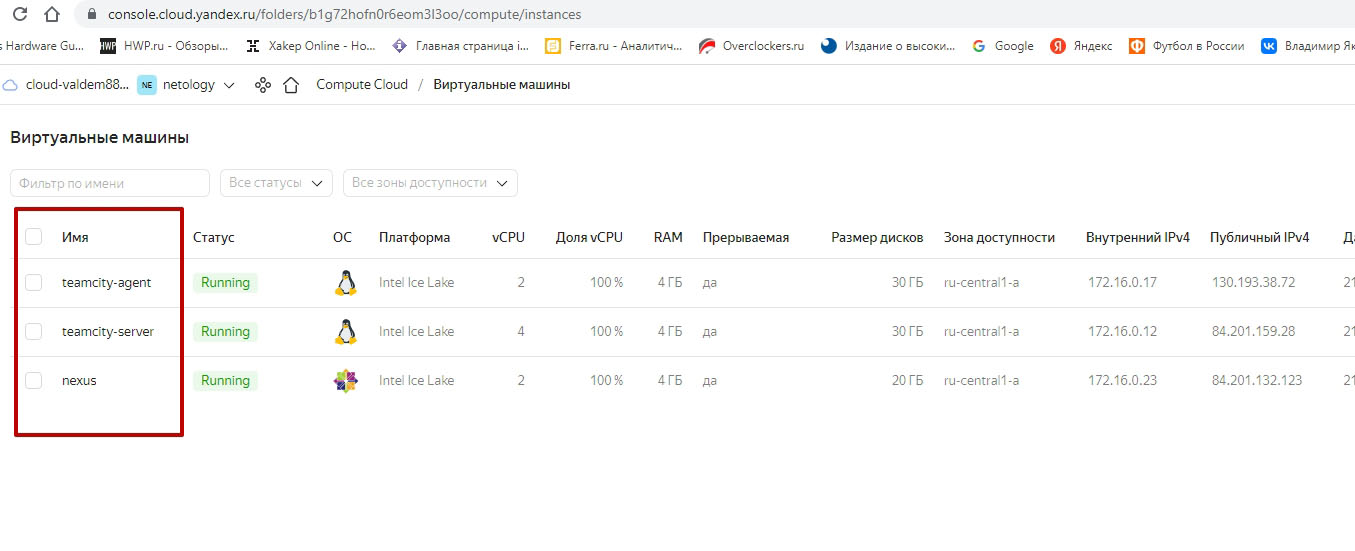 console.cloud.yandex.ru/folders/b1g72hofn0r6eom3l3oo/compute/instances
s Hardware Gu... HWP HWP.ru - Обзоры... Хакер Online - Но... Главная страница i... Ferra.ru - Аналитич... Overclockers.ru Издание о высоки... Google Яндекс Футбол в России Владимир Як
cloud-valdem88... NE netology Compute Cloud / Виртуальные машины
Виртуальные машины
Фильтр по имени Все статусы Все зоны доступности
Имя Статус ОС Платформа vCPU Доля vCPU RAM Прерываемая Размер дисков Зона доступности Внутренний IPv4 Публичный IPv4 Да
teamcity-agent Running Intel Ice Lake 2 100 % 4 ГБ да 30 ГБ ru-central1-a 172.16.0.17 130.193.38.72 21
teamcity-server Running Intel Ice Lake 4 100 % 4 ГБ да 30 ГБ ru-central1-a 172.16.0.12 84.201.159.28 21
nexus Running Intel Ice Lake 2 100 % 4 ГБ да 20 ГБ ru-central1-a 172.16.0.23 84.201.132.123 21